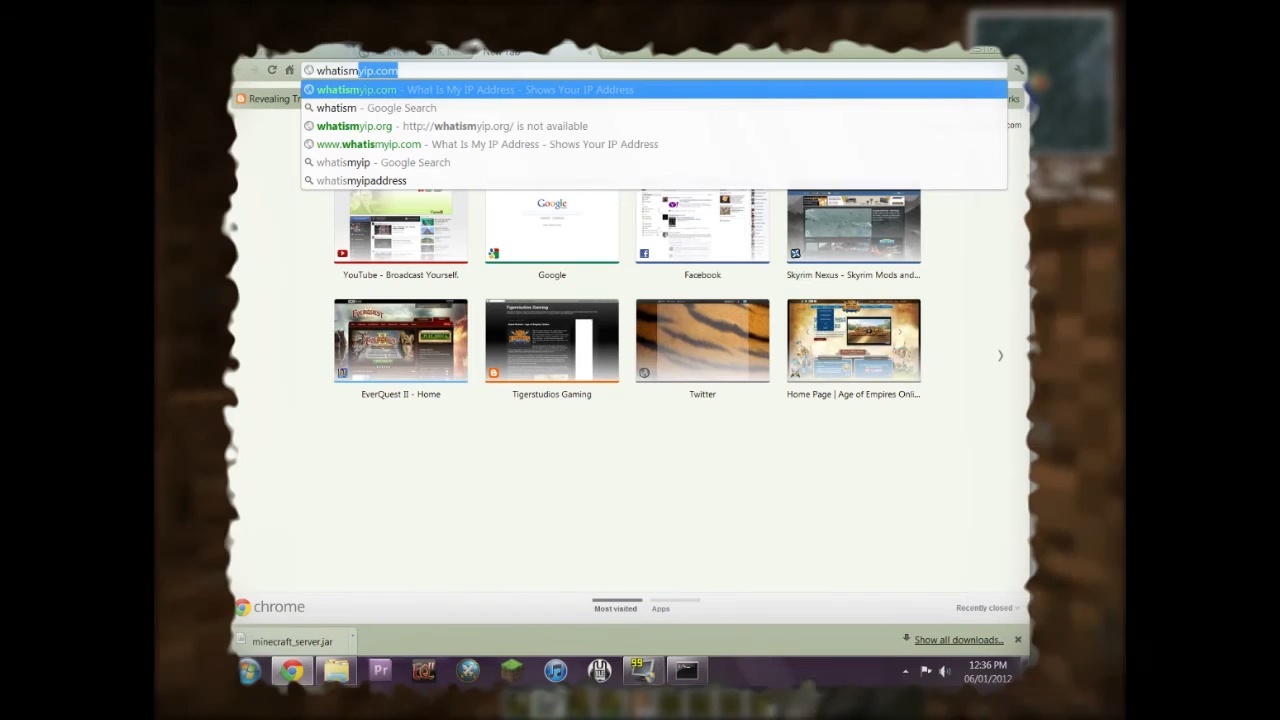 whatismyip.com
whatismyip.com - What Is My IP Address - Shows Your IP Address
whatism - Google Search
whatismyip.org - http://whatismyip.org/ is not available
www.whatismyip.com - What Is My IP Address - Shows Your IP Address
whatismyip - Google Search
whatismyipaddress
Google
YouTube - Broadcast Yourself.
Google
Facebook
Skyrim Nexus - Skyrim Mods and...
EverQuest II - Home
Tigerstudios Gaming
Twitter
Home Page | Age of Empires Onli...
chrome
Most visited
Apps
Recently closed
minecraft_server.jar
Show all downloads...
Pr
99
12:36 PM
06/01/2012